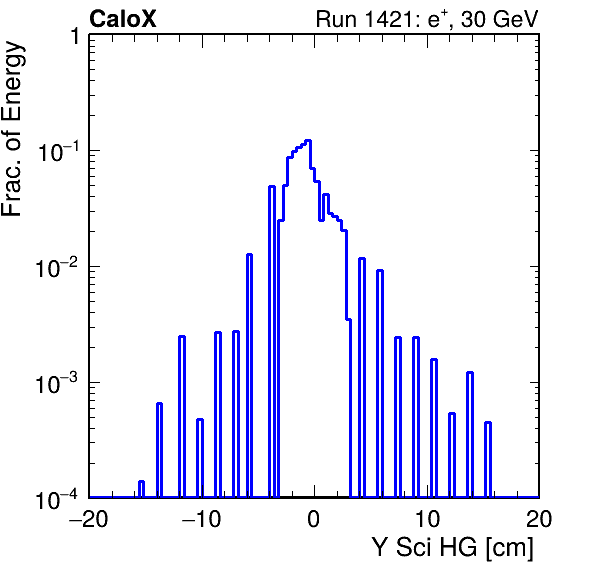 CaloX Run 1421: e⁺, 30 GeV
Frac. of Energy
1
10⁻¹
10⁻²
10⁻³
10⁻⁴
−20 −10 0 10 20
Y Sci HG [cm]